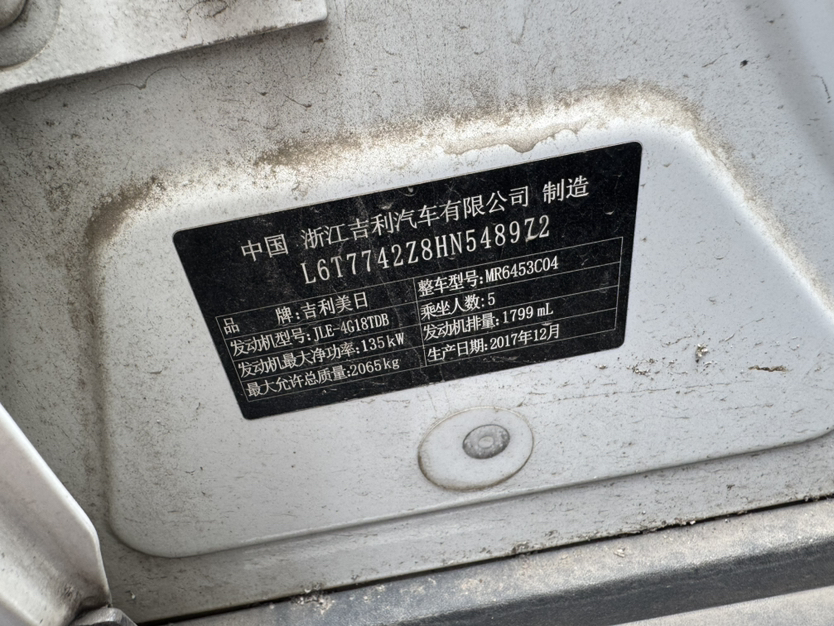 中国 浙江吉利汽车有限公司 制造
L6T7742Z8HN5489Z2
品 牌:吉利美日 整车型号:MR6453C04
发动机型号:JLE-4G18TDB 乘坐人数:5
发动机最大净功率:135kW 发动机排量:1799 mL
最大允许总质量:2065kg 生产日期:2017年12月